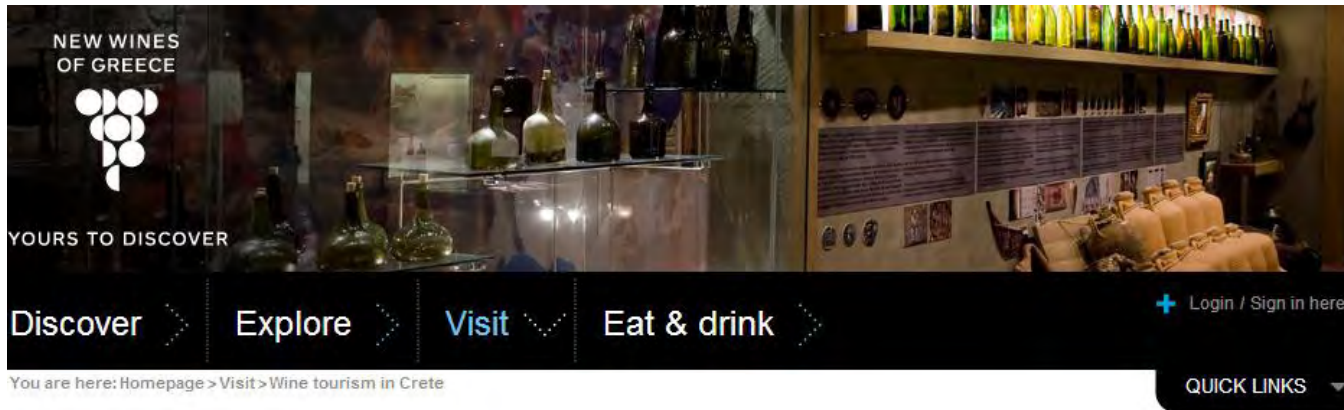 NEW WINES
OF GREECE
YOURS TO DISCOVER
Discover
Explore
Visit
Eat & drink
Login / Sign in here
You are here: Homepage > Visit > Wine tourism in Crete
QUICK LINKS